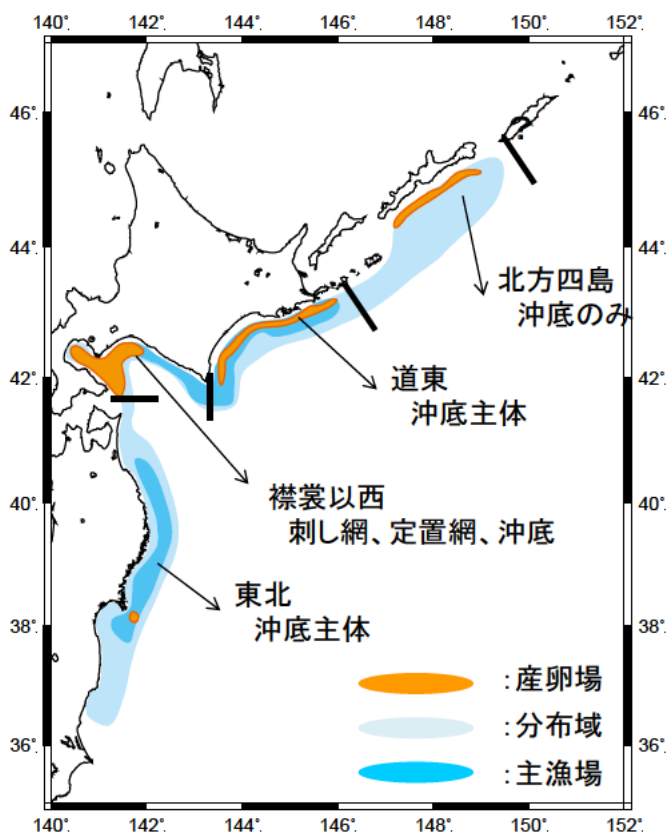 140˚. 142˚ 144˚ 146˚ 148˚ 150˚ 152˚.
46˚.
46˚.
44˚.
44˚.
北方四島
沖底のみ
42˚.
42˚.
道東
沖底主体
40˚.
40˚.
襟裳以西
刺し網、定置網、沖底
東北
沖底主体
38˚.
38˚.
:産卵場
:分布域
36˚.
36˚.
:主漁場
140˚. 142˚ 144˚ 146˚ 148˚ 150˚ 152˚.